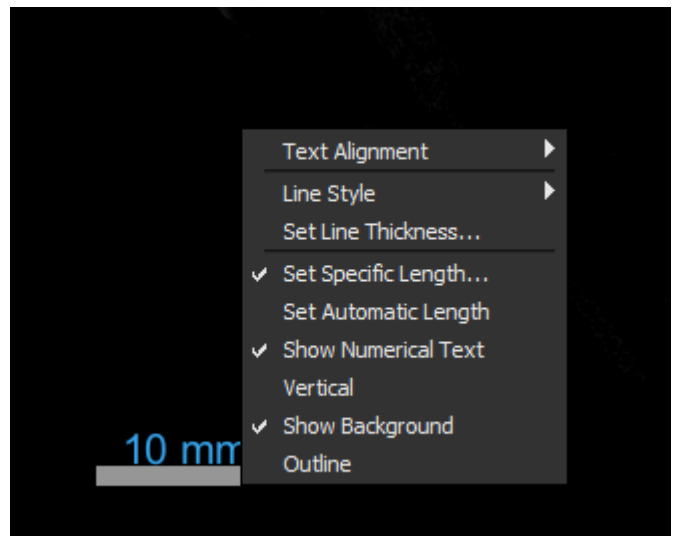 Text Alignment
Line Style
Set Line Thickness...
Set Specific Length...
Set Automatic Length
Show Numerical Text
Vertical
Show Background
Outline
10 mm